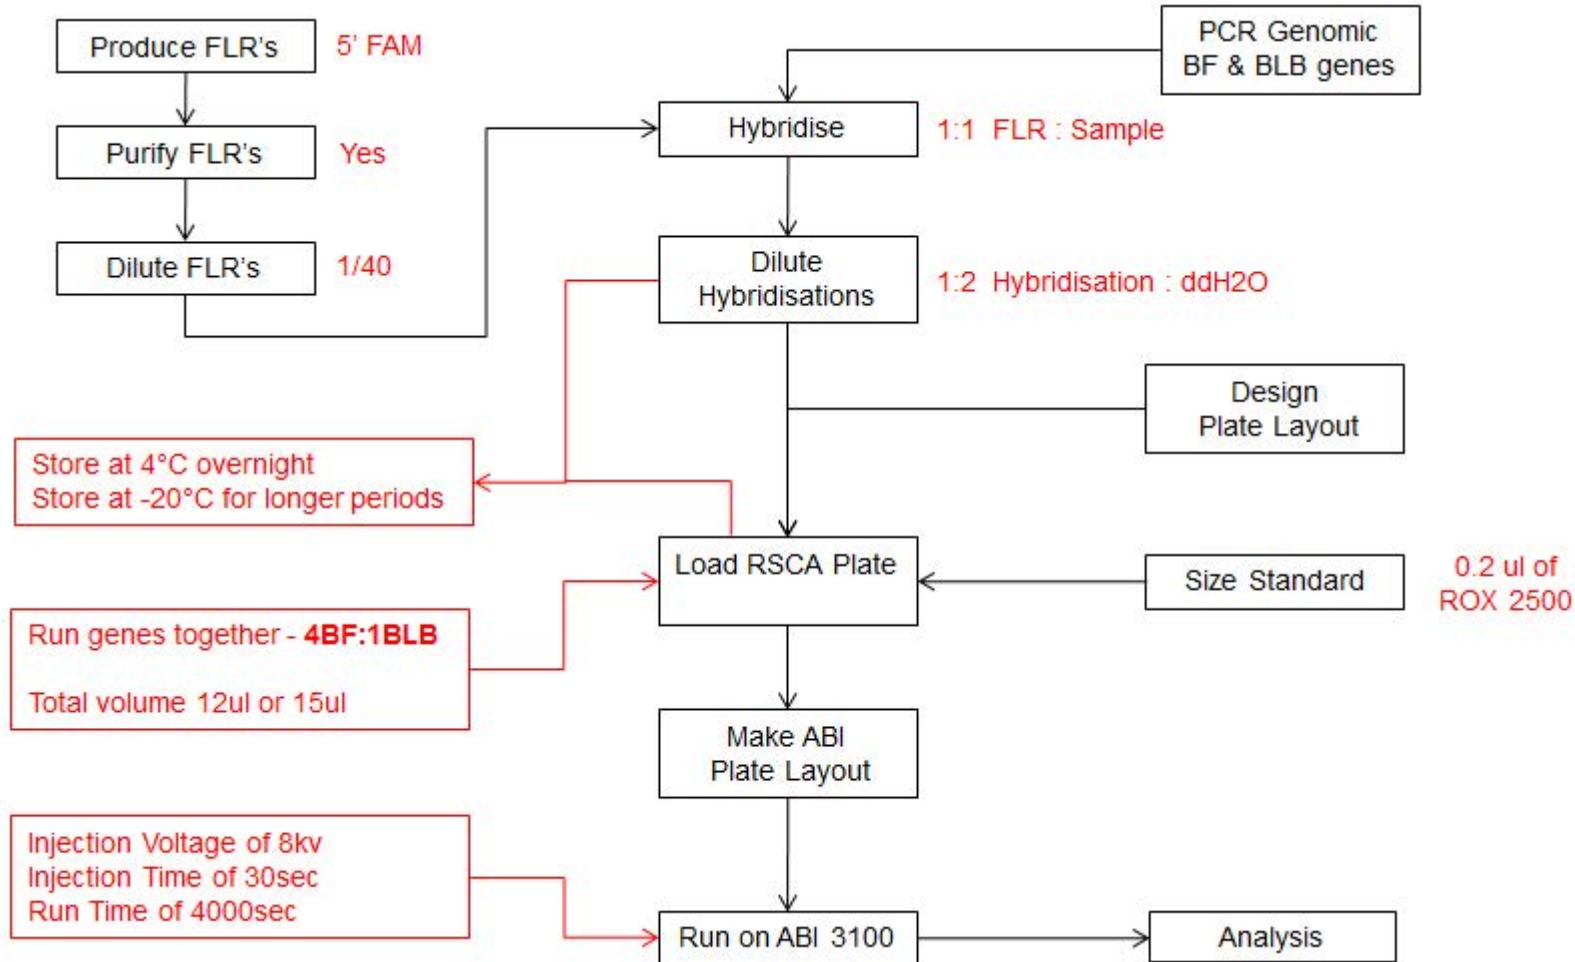 Produce FLR's
5' FAM
PCR Genomic
BF & BLB genes
Hybridise
1:1 FLR : Sample
Purify FLR's
Yes
Dilute FLR's
1/40
Dilute
Hybridisations
1:2 Hybridisation : ddH2O
Design
Plate Layout
Store at 4°C overnight
Store at -20°C for longer periods
Load RSCA Plate
Size Standard
0.2 ul of
ROX 2500
Run genes together - 4BF:1BLB
Total volume 12ul or 15ul
Make ABI
Plate Layout
Injection Voltage of 8kv
Injection Time of 30sec
Run Time of 4000sec
Run on ABI 3100
Analysis